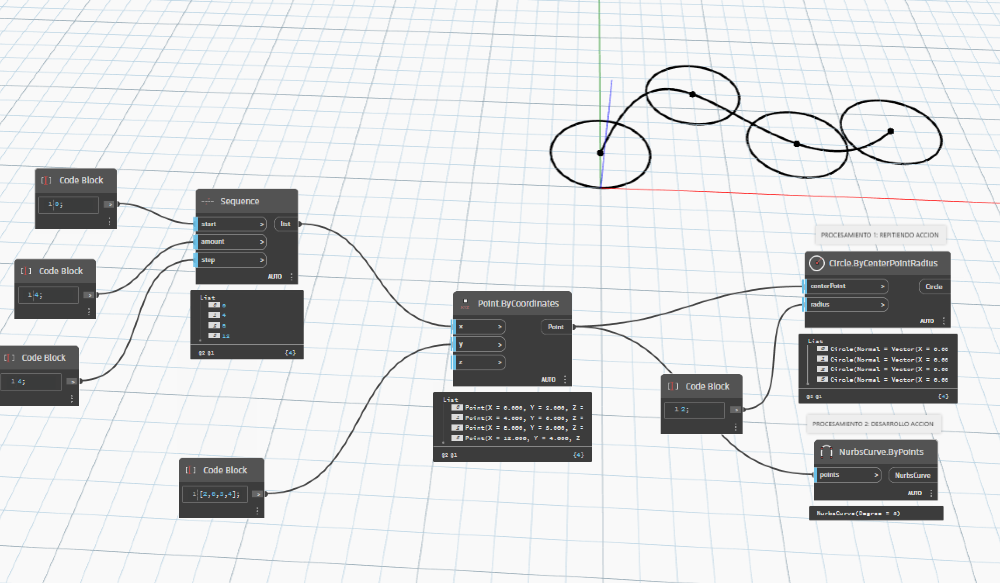 Code Block
1 0;
Sequence
start
list
amount
step
AUTO
Code Block
1 4;
List
0 0
1 4
2 8
3 12
@2 @1 {4}
Code Block
1 4;
Code Block
1 [2,6,3,4];
Point.ByCoordinates
XYZ
x
Point
y
z
AUTO
List
0 Point(X = 0.000, Y = 2.000, Z =
1 Point(X = 4.000, Y = 6.000, Z =
2 Point(X = 8.000, Y = 3.000, Z =
3 Point(X = 12.000, Y = 4.000, Z
@2 @1 {4}
Code Block
1 2;
PROCESAMIENTO 1: REPITIENDO ACCION
Circle.ByCenterPointRadius
centerPoint
Circle
radius
AUTO
List
0 Circle(Normal = Vector(X = 0.00
1 Circle(Normal = Vector(X = 0.00
2 Circle(Normal = Vector(X = 0.00
3 Circle(Normal = Vector(X = 0.00
@2 @1 {4}
PROCESAMIENTO 2: DESARROLLO ACCION
NurbsCurve.ByPoints
points
NurbsCurve
AUTO
NurbsCurve(Degree = 3)